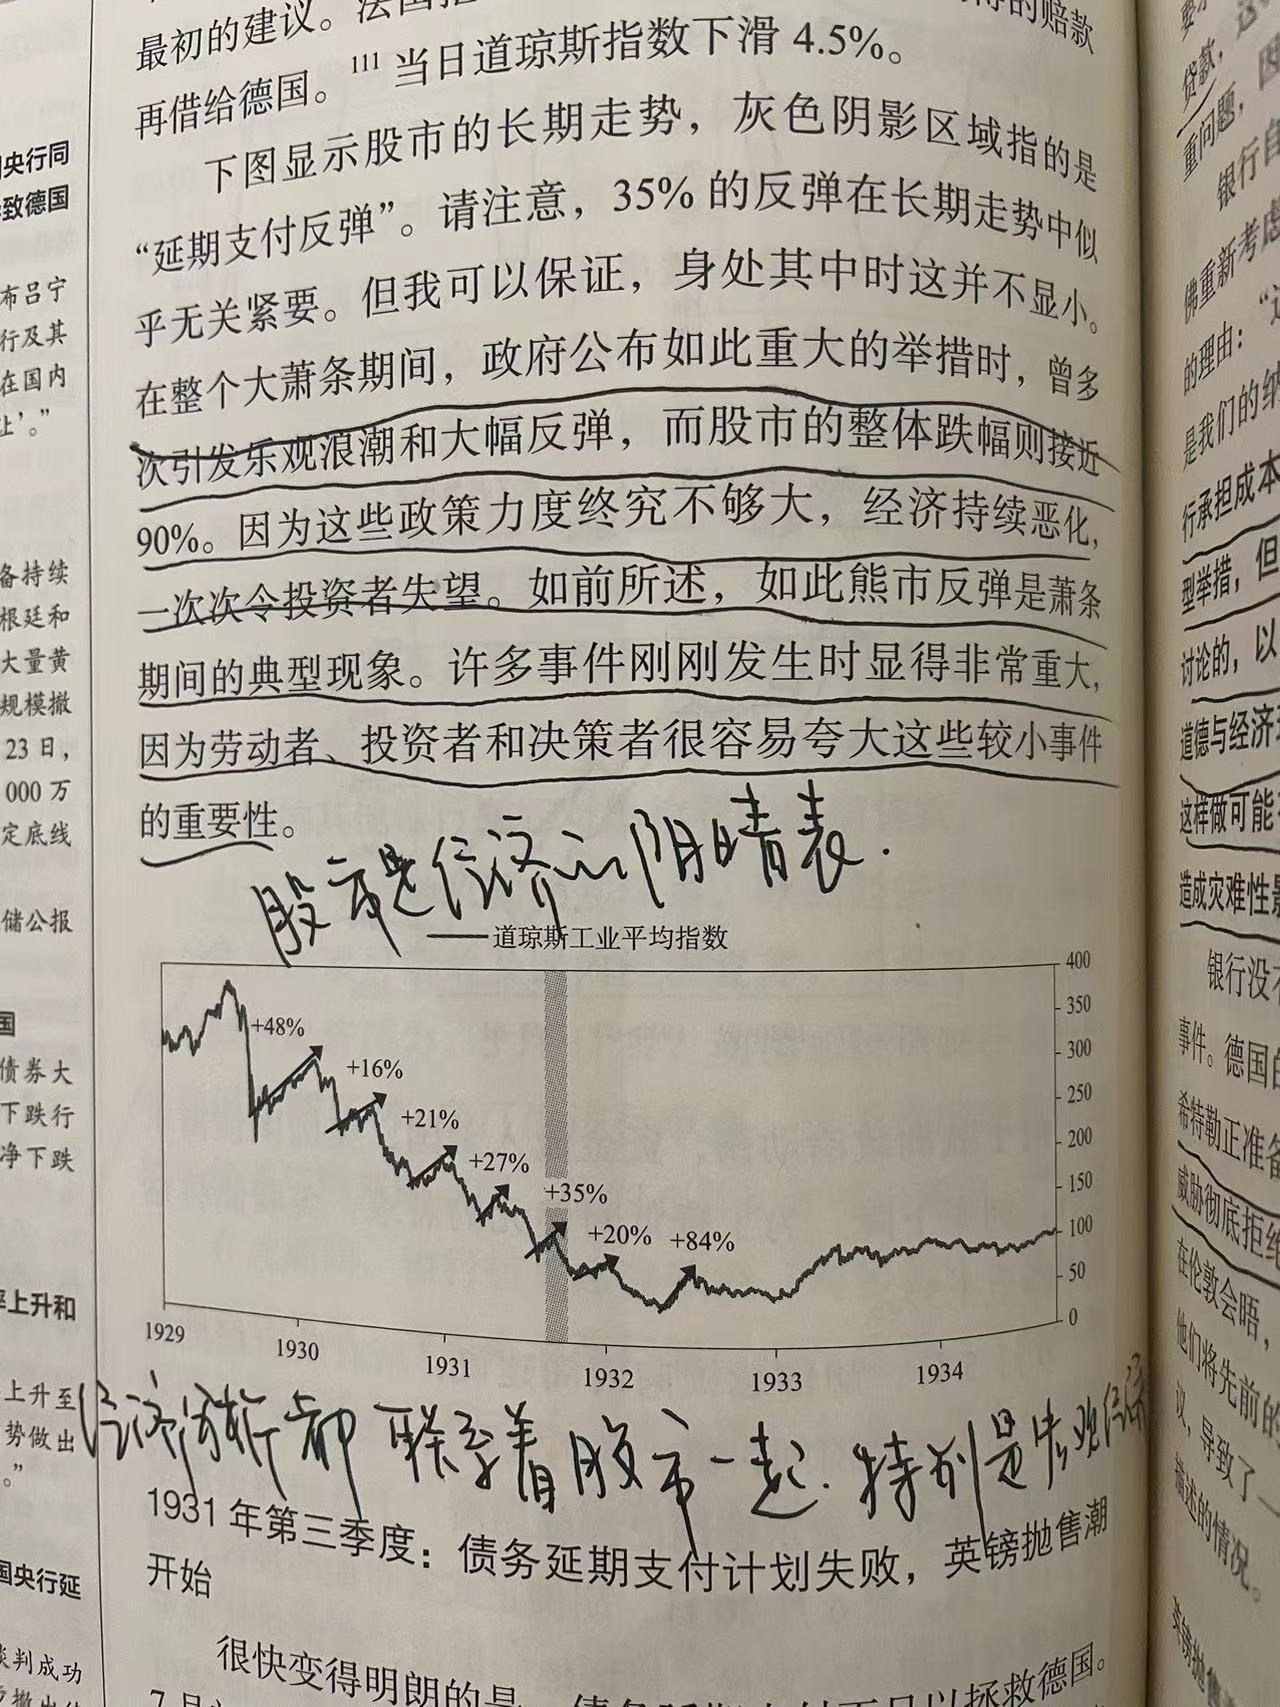 最初的建议。
的赔款
再借给德国。111 当日道琼斯指数下滑 4.5%。
下图显示股市的长期走势，灰色阴影区域指的是
“延期支付反弹”。请注意，35% 的反弹在长期走势中似
乎无关紧要。但我可以保证，身处其中时这并不显小。
在整个大萧条期间，政府公布如此重大的举措时，曾多
次引发乐观浪潮和大幅反弹，而股市的整体跌幅则接近
90%。因为这些政策力度终究不够大，经济持续恶化，
一次次令投资者失望。如前所述，如此熊市反弹是萧条
期间的典型现象。许多事件刚刚发生时显得非常重大，
因为劳动者、投资者和决策者很容易夸大这些较小事件
的重要性。
股市是经济的阴晴表.
道琼斯工业平均指数
400
350
300
250
200
150
100
50
0
+48%
+16%
+21%
+27%
+35%
+20%
+84%
1929
1930
1931
1932
1933
1934
经济 都 联系着股市一起. 特别是 观经济
1931 年第三季度：债务延期支付计划失败，英镑抛售潮
开始
很快变得明朗的是
拯救德国。
央行同
致德国
布吕宁
行及其
在国内
备持续
根廷和
大量黄
规模撤
23 日，
000 万
定底线
储公报
国
债券大
下跌行
净下跌
上升和
上升至
势做出
。”
国央行延
谈判成功
贷款，
重问题，
银行自
佛重新考虑
的理由：
是我们的纳
行承担成本
型举措，但
讨论的，以
道德与经济
这样做可能
造成灾难性
银行没
事件。德国
希特勒正准备
威胁彻底拒绝
在伦敦会晤，
他们将先前的
议，导致了一
描述的情况。
英镑抛售